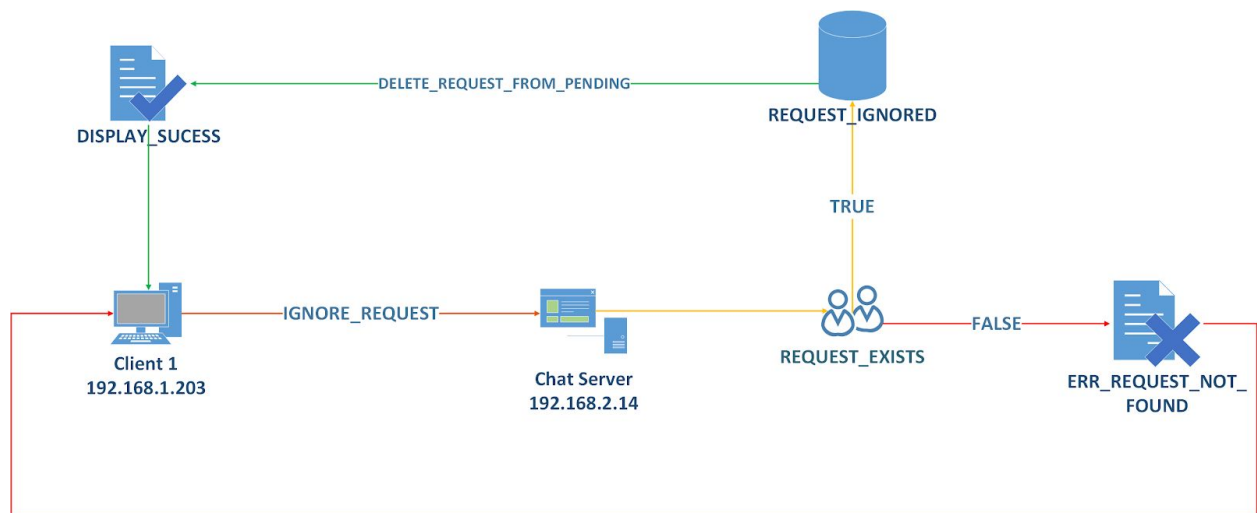 DELETE_REQUEST_FROM_PENDING
DISPLAY_SUCESS
REQUEST_IGNORED
TRUE
IGNORE_REQUEST
FALSE
REQUEST_EXISTS
Client 1
192.168.1.203
Chat Server
192.168.2.14
ERR_REQUEST_NOT_
FOUND